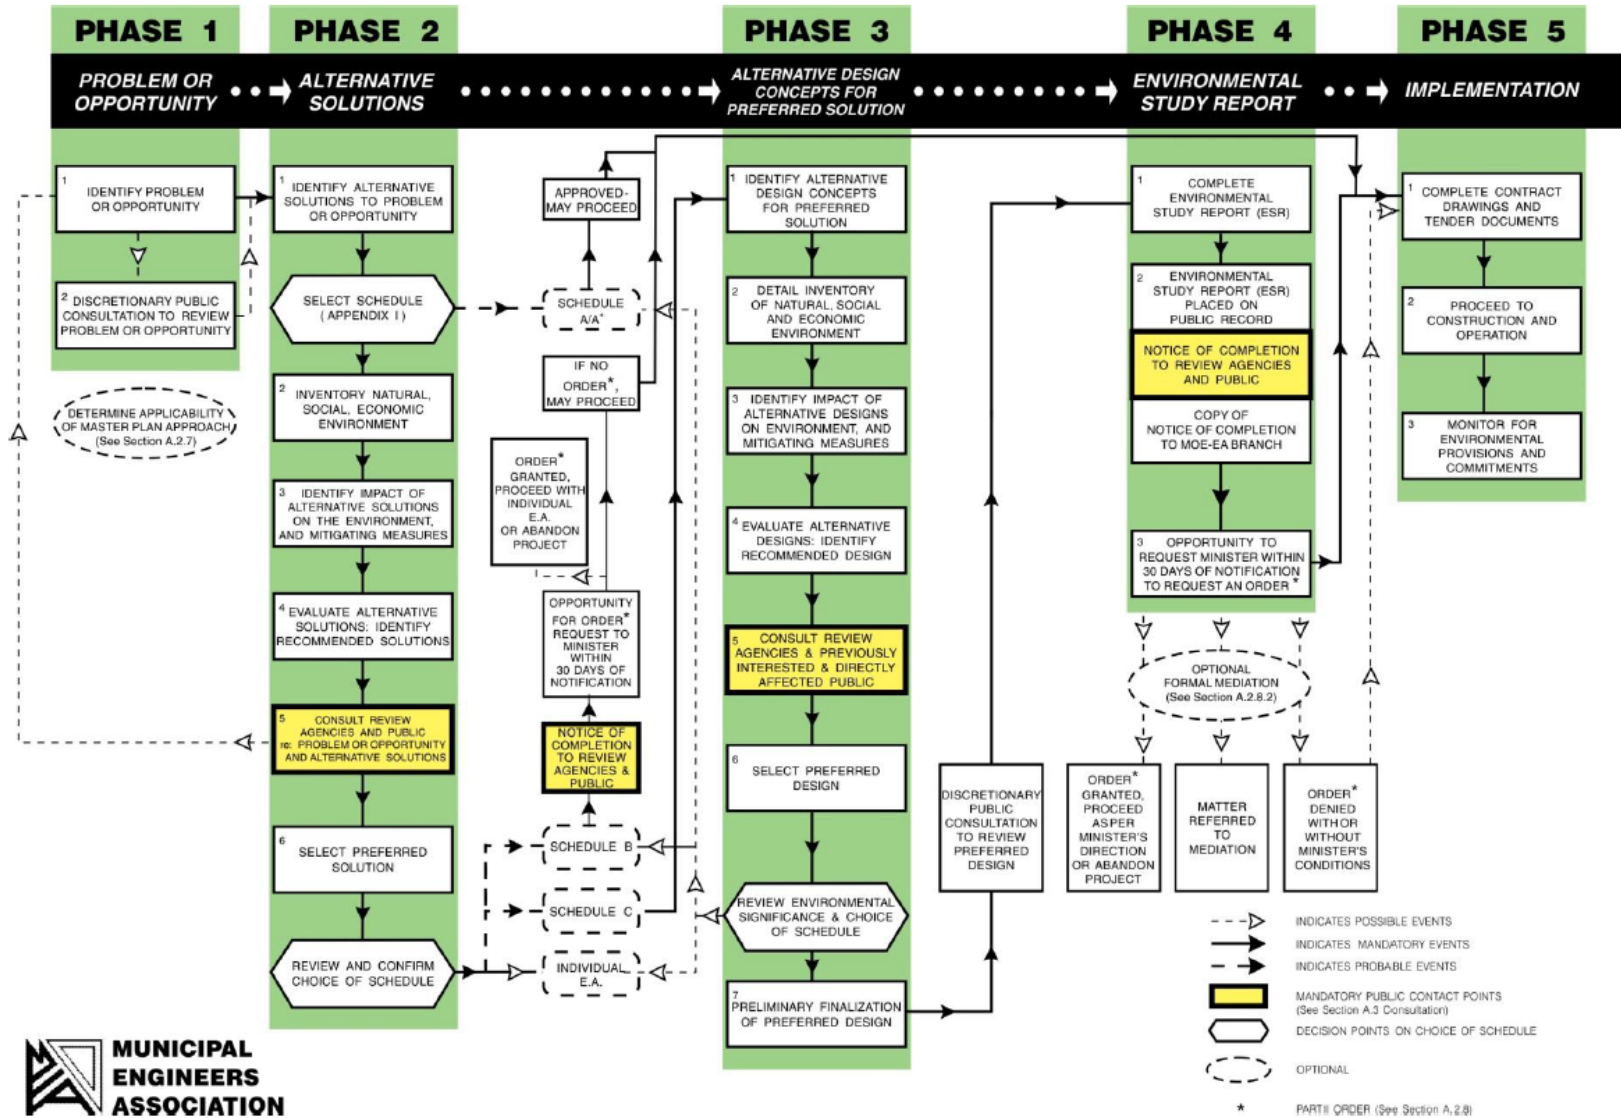 PHASE 1
PHASE 2
PHASE 3
PHASE 4
PHASE 5
PROBLEM OR
OPPORTUNITY
ALTERNATIVE
SOLUTIONS
ALTERNATIVE DESIGN
CONCEPTS FOR
PREFERRED SOLUTION
ENVIRONMENTAL
STUDY REPORT
IMPLEMENTATION
1
IDENTIFY PROBLEM
OR OPPORTUNITY
2
DISCRETIONARY PUBLIC
CONSULTATION TO REVIEW
PROBLEM OR OPPORTUNITY
DETERMINE APPLICABILITY
OF MASTER PLAN APPROACH
(See Section A.2.7)
1
IDENTIFY ALTERNATIVE
SOLUTIONS TO PROBLEM
OR OPPORTUNITY
SELECT SCHEDULE
( APPENDIX I )
2
INVENTORY NATURAL,
SOCIAL, ECONOMIC
ENVIRONMENT
3
IDENTIFY IMPACT OF
ALTERNATIVE SOLUTIONS
ON THE ENVIRONMENT,
AND MITIGATING MEASURES
4
EVALUATE ALTERNATIVE
SOLUTIONS: IDENTIFY
RECOMMENDED SOLUTIONS
5
CONSULT REVIEW
AGENCIES AND PUBLIC
re: PROBLEM OR OPPORTUNITY
AND ALTERNATIVE SOLUTIONS
6
SELECT PREFERRED
SOLUTION
REVIEW AND CONFIRM
CHOICE OF SCHEDULE
APPROVED-
MAY PROCEED
SCHEDULE
A/A+
IF NO
ORDER*,
MAY PROCEED
ORDER*
GRANTED,
PROCEED WITH
INDIVIDUAL
E.A.
OR ABANDON
PROJECT
OPPORTUNITY
FOR ORDER*
REQUEST TO
MINISTER
WITHIN
30 DAYS OF
NOTIFICATION
NOTICE OF
COMPLETION
TO REVIEW
AGENCIES &
PUBLIC
SCHEDULE B
SCHEDULE C
INDIVIDUAL
E.A.
1
IDENTIFY ALTERNATIVE
DESIGN CONCEPTS
FOR PREFERRED
SOLUTION
2
DETAIL INVENTORY
OF NATURAL, SOCIAL
AND ECONOMIC
ENVIRONMENT
3
IDENTIFY IMPACT OF
ALTERNATIVE DESIGNS
ON ENVIRONMENT, AND
MITIGATING MEASURES
4
EVALUATE ALTERNATIVE
DESIGNS: IDENTIFY
RECOMMENDED DESIGN
5
CONSULT REVIEW
AGENCIES & PREVIOUSLY
INTERESTED & DIRECTLY
AFFECTED PUBLIC
6
SELECT PREFERRED
DESIGN
REVIEW ENVIRONMENTAL
SIGNIFICANCE & CHOICE
OF SCHEDULE
7
PRELIMINARY FINALIZATION
OF PREFERRED DESIGN
DISCRETIONARY
PUBLIC
CONSULTATION
TO REVIEW
PREFERRED
DESIGN
1
COMPLETE
ENVIRONMENTAL
STUDY REPORT (ESR)
2
ENVIRONMENTAL
STUDY REPORT (ESR)
PLACED ON
PUBLIC RECORD
NOTICE OF COMPLETION
TO REVIEW AGENCIES
AND PUBLIC
COPY OF
NOTICE OF COMPLETION
TO MOE-EA BRANCH
3
OPPORTUNITY TO
REQUEST MINISTER WITHIN
30 DAYS OF NOTIFICATION
TO REQUEST AN ORDER*
OPTIONAL
FORMAL MEDIATION
(See Section A.2.8.2)
ORDER*
GRANTED,
PROCEED
AS PER
MINISTER'S
DIRECTION
OR ABANDON
PROJECT
MATTER
REFERRED
TO
MEDIATION
ORDER*
DENIED
WITH OR
WITHOUT
MINISTER'S
CONDITIONS
1
COMPLETE CONTRACT
DRAWINGS AND
TENDER DOCUMENTS
2
PROCEED TO
CONSTRUCTION AND
OPERATION
3
MONITOR FOR
ENVIRONMENTAL
PROVISIONS AND
COMMITMENTS
INDICATES POSSIBLE EVENTS
INDICATES MANDATORY EVENTS
INDICATES PROBABLE EVENTS
MANDATORY PUBLIC CONTACT POINTS
(See Section A.3 Consultation)
DECISION POINTS ON CHOICE OF SCHEDULE
OPTIONAL
* PART II ORDER (See Section A.2.8)
MUNICIPAL
ENGINEERS
ASSOCIATION